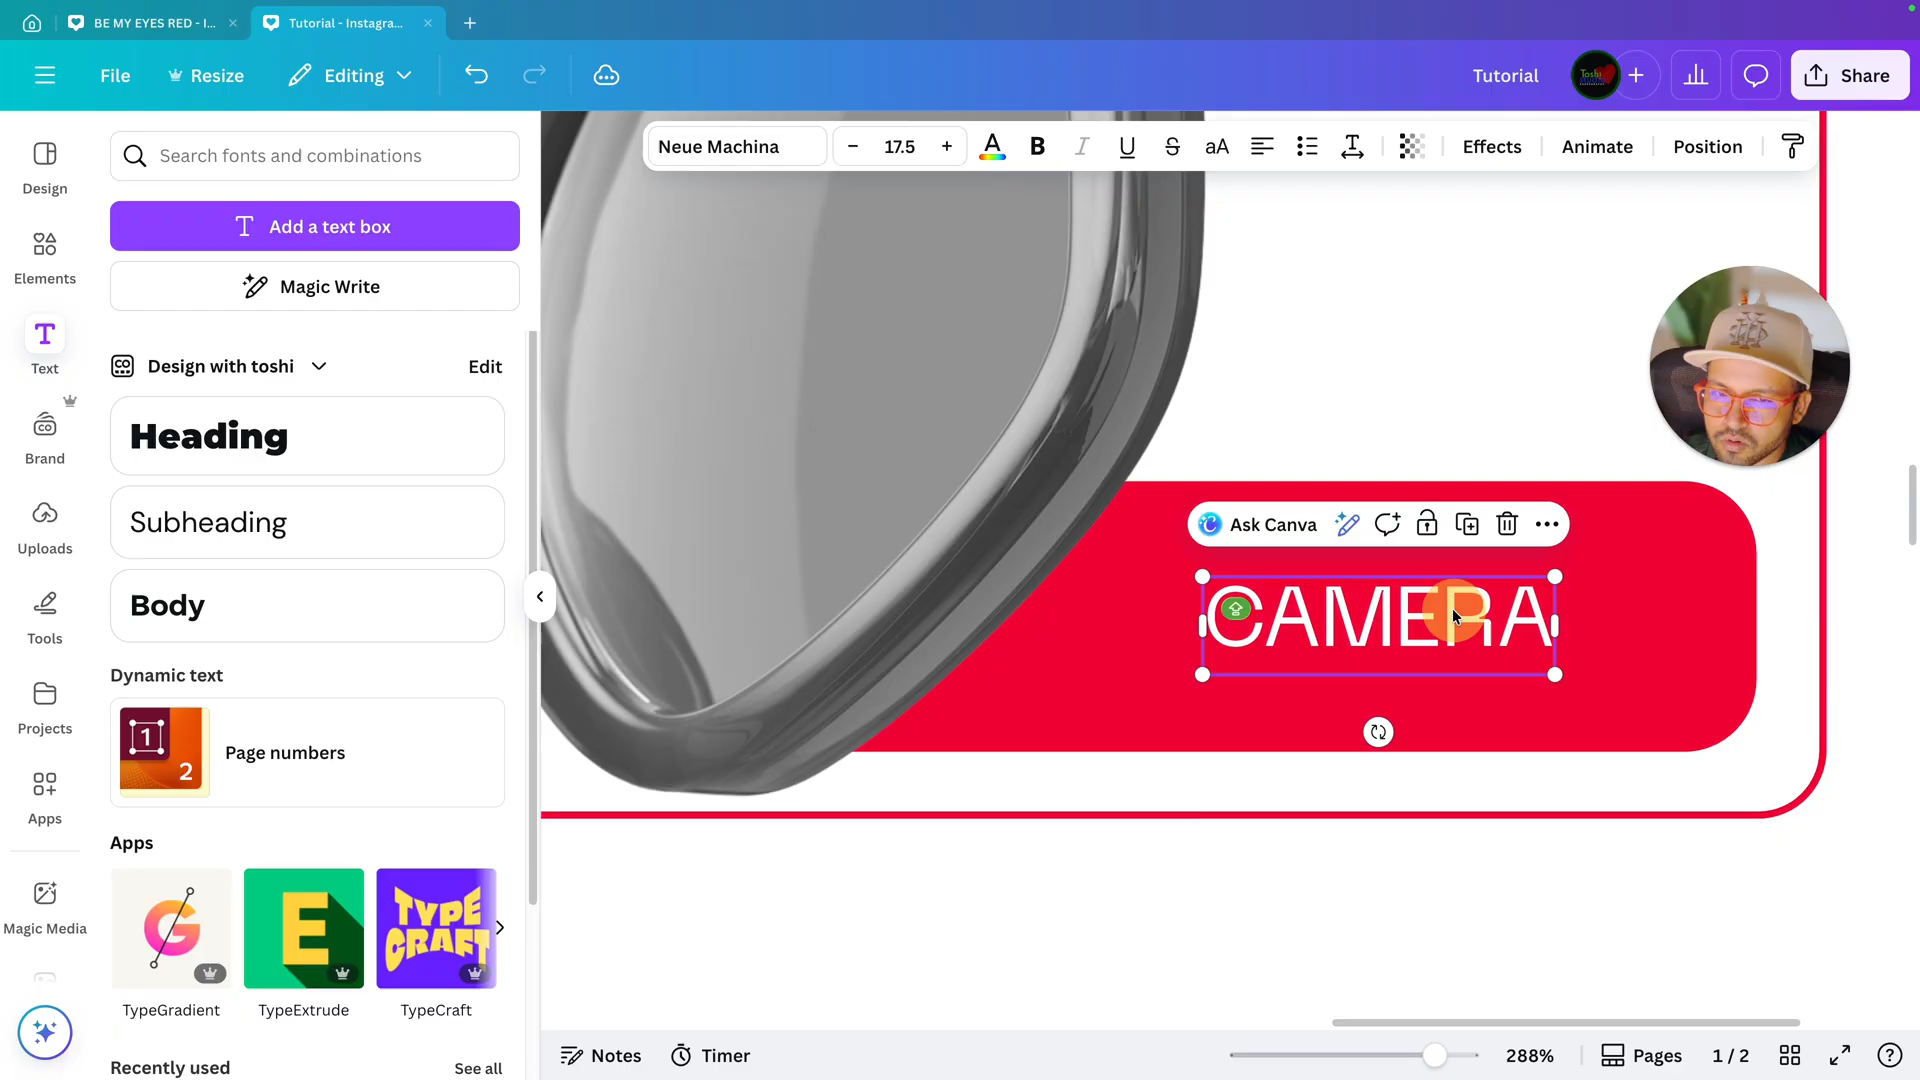 BE MY EYES RED - I...
Tutorial - Instagra...
File
Resize
Editing
Tutorial
Share
Design
Elements
Text
Brand
Uploads
Tools
Projects
Apps
Magic Media
Search fonts and combinations
Add a text box
Magic Write
Design with toshi
Edit
Heading
Subheading
Body
Dynamic text
1
2
Page numbers
Apps
G
E
TYPE
CRAFT
TypeGradient
TypeExtrude
TypeCraft
Recently used
See all
Neue Machina
17.5
A
B
I
U
S
aA
Effects
Animate
Position
Ask Canva
CAMERA
Notes
Timer
288%
Pages
1 / 2